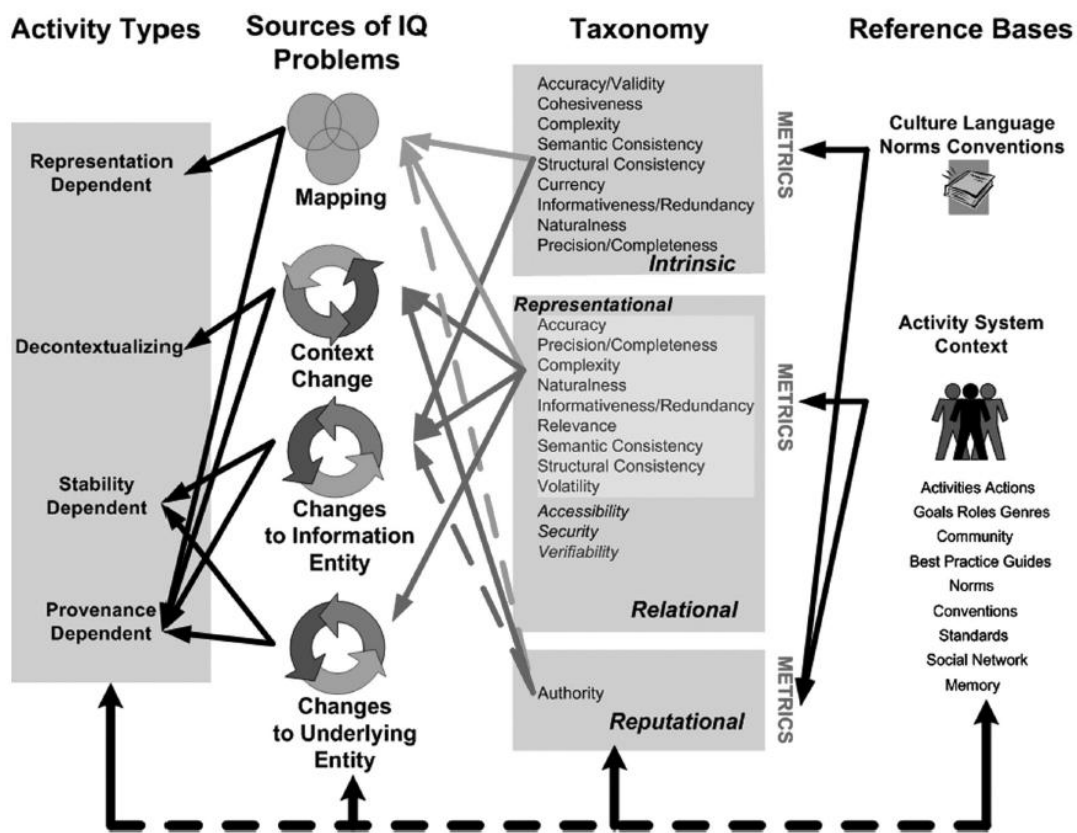 Activity Types
Sources of IQ
Problems
Taxonomy
Reference Bases
Representation
Dependent
Decontextualizing
Stability
Dependent
Provenance
Dependent
Mapping
Context
Change
Changes
to Information
Entity
Changes
to Underlying
Entity
Accuracy/Validity
Cohesiveness
Complexity
Semantic Consistency
Structural Consistency
Currency
Informativeness/Redundancy
Naturalness
Precision/Completeness
Intrinsic
METRICS
Representational
Accuracy
Precision/Completeness
Complexity
Naturalness
Informativeness/Redundancy
Relevance
Semantic Consistency
Structural Consistency
Volatility
Accessibility
Security
Verifiability
Relational
METRICS
Authority
Reputational
METRICS
Culture Language
Norms Conventions
Activity System
Context
Activities Actions
Goals Roles Genres
Community
Best Practice Guides
Norms
Conventions
Standards
Social Network
Memory